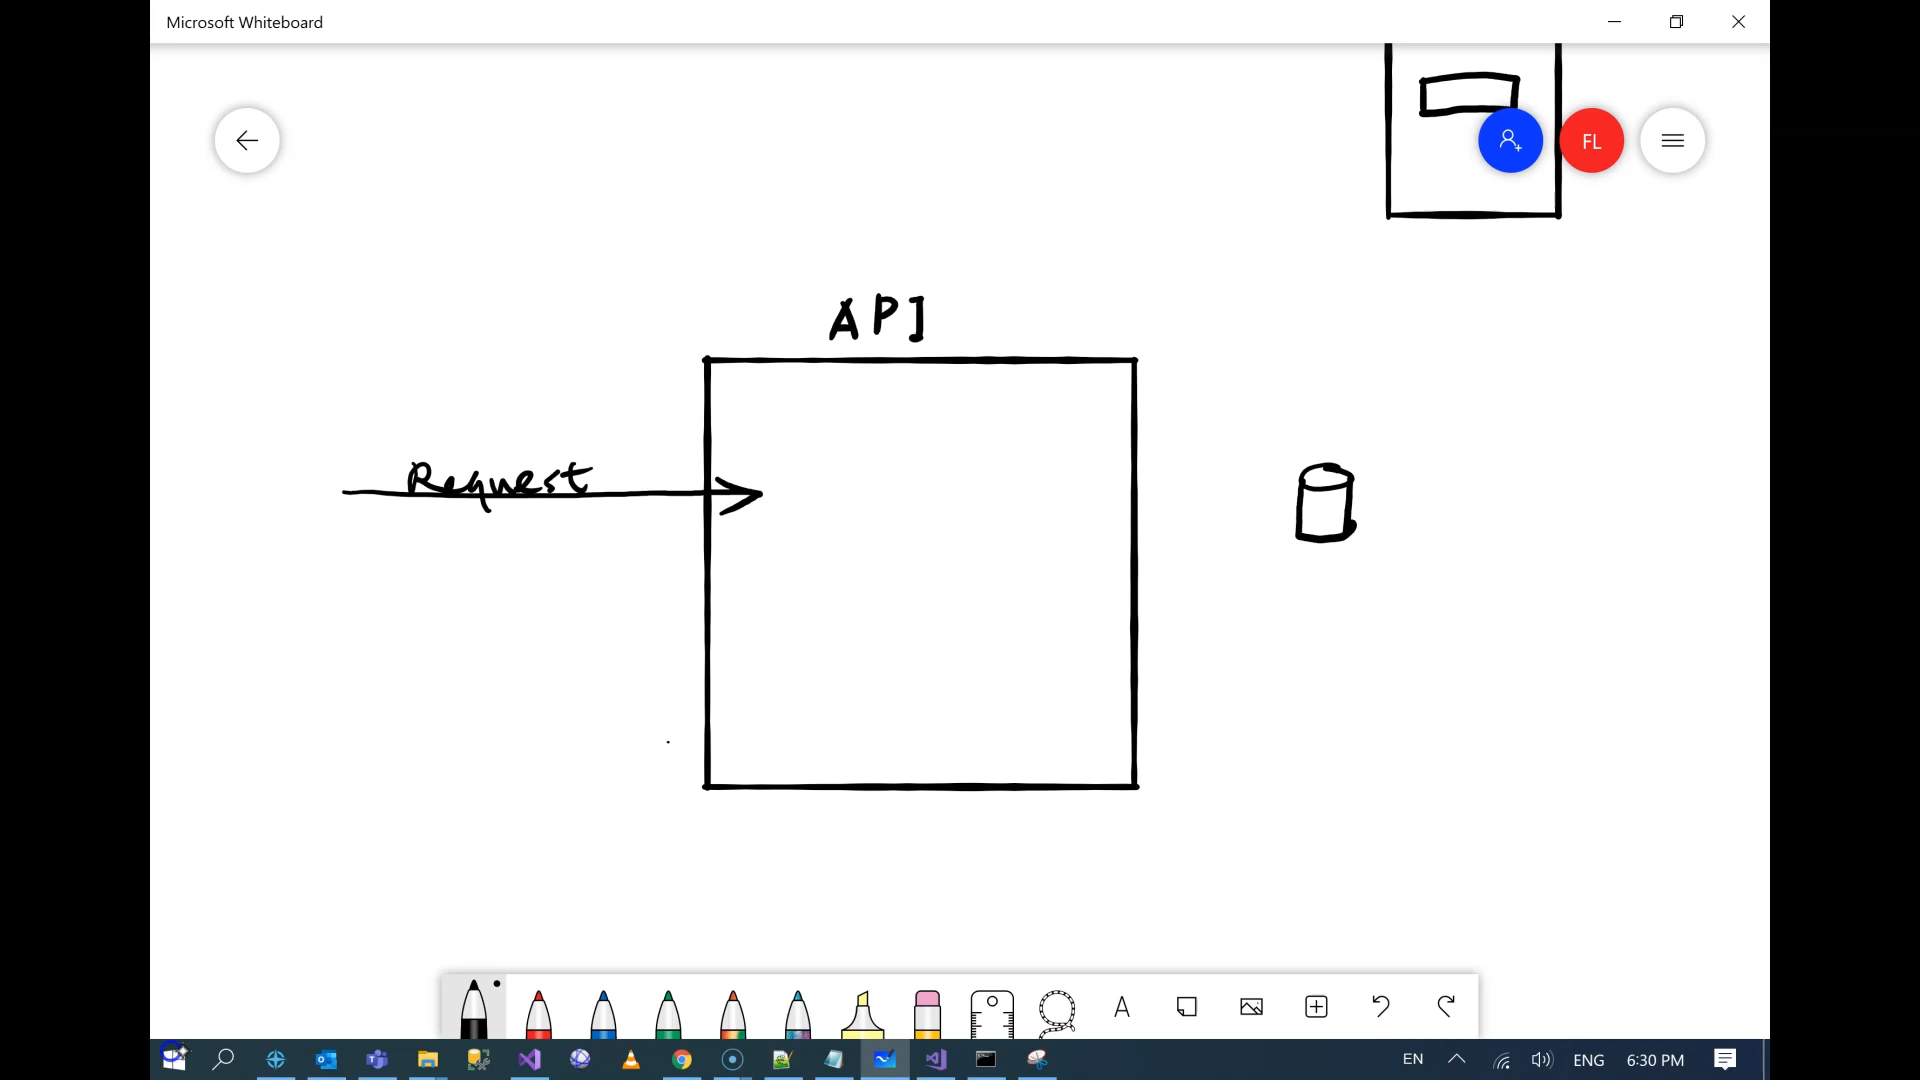 Microsoft Whiteboard
FL
API
Request
EN
ENG
6:30 PM